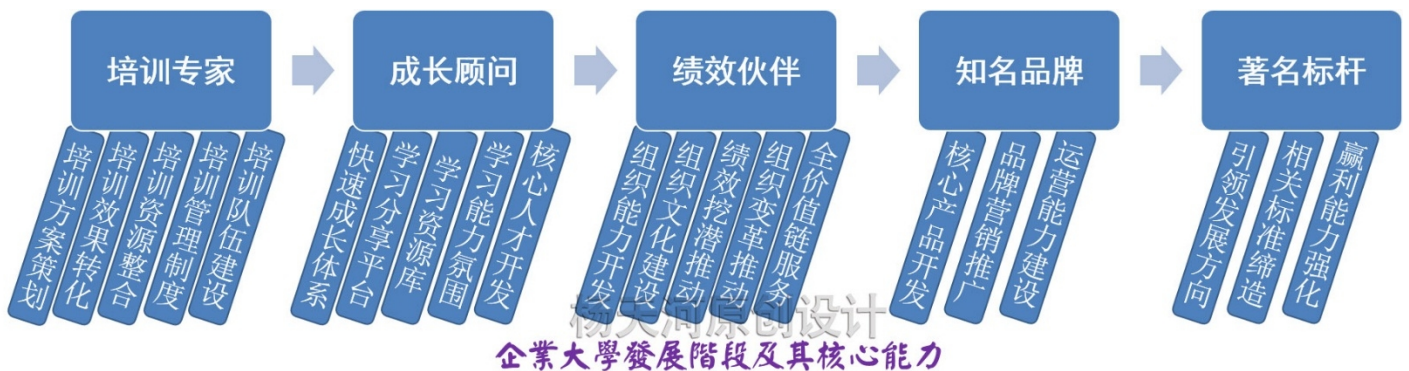 培训专家
成长顾问
绩效伙伴
知名品牌
著名标杆
培训方案策划
培训效果转化
培训资源整合
培训管理制度
培训队伍建设
快速成长体系
学习分享平台
学习资源库
学习能力氛围
核心人才开发
组织能力开发
组织文化建设
绩效挖潜推动
组织变革推动
全价值链服务
核心产品开发
品牌营销推广
运营能力建设
引领发展方向
相关标准缔造
赢利能力强化
杨天河原创设计
企業大學發展階段及其核心能力